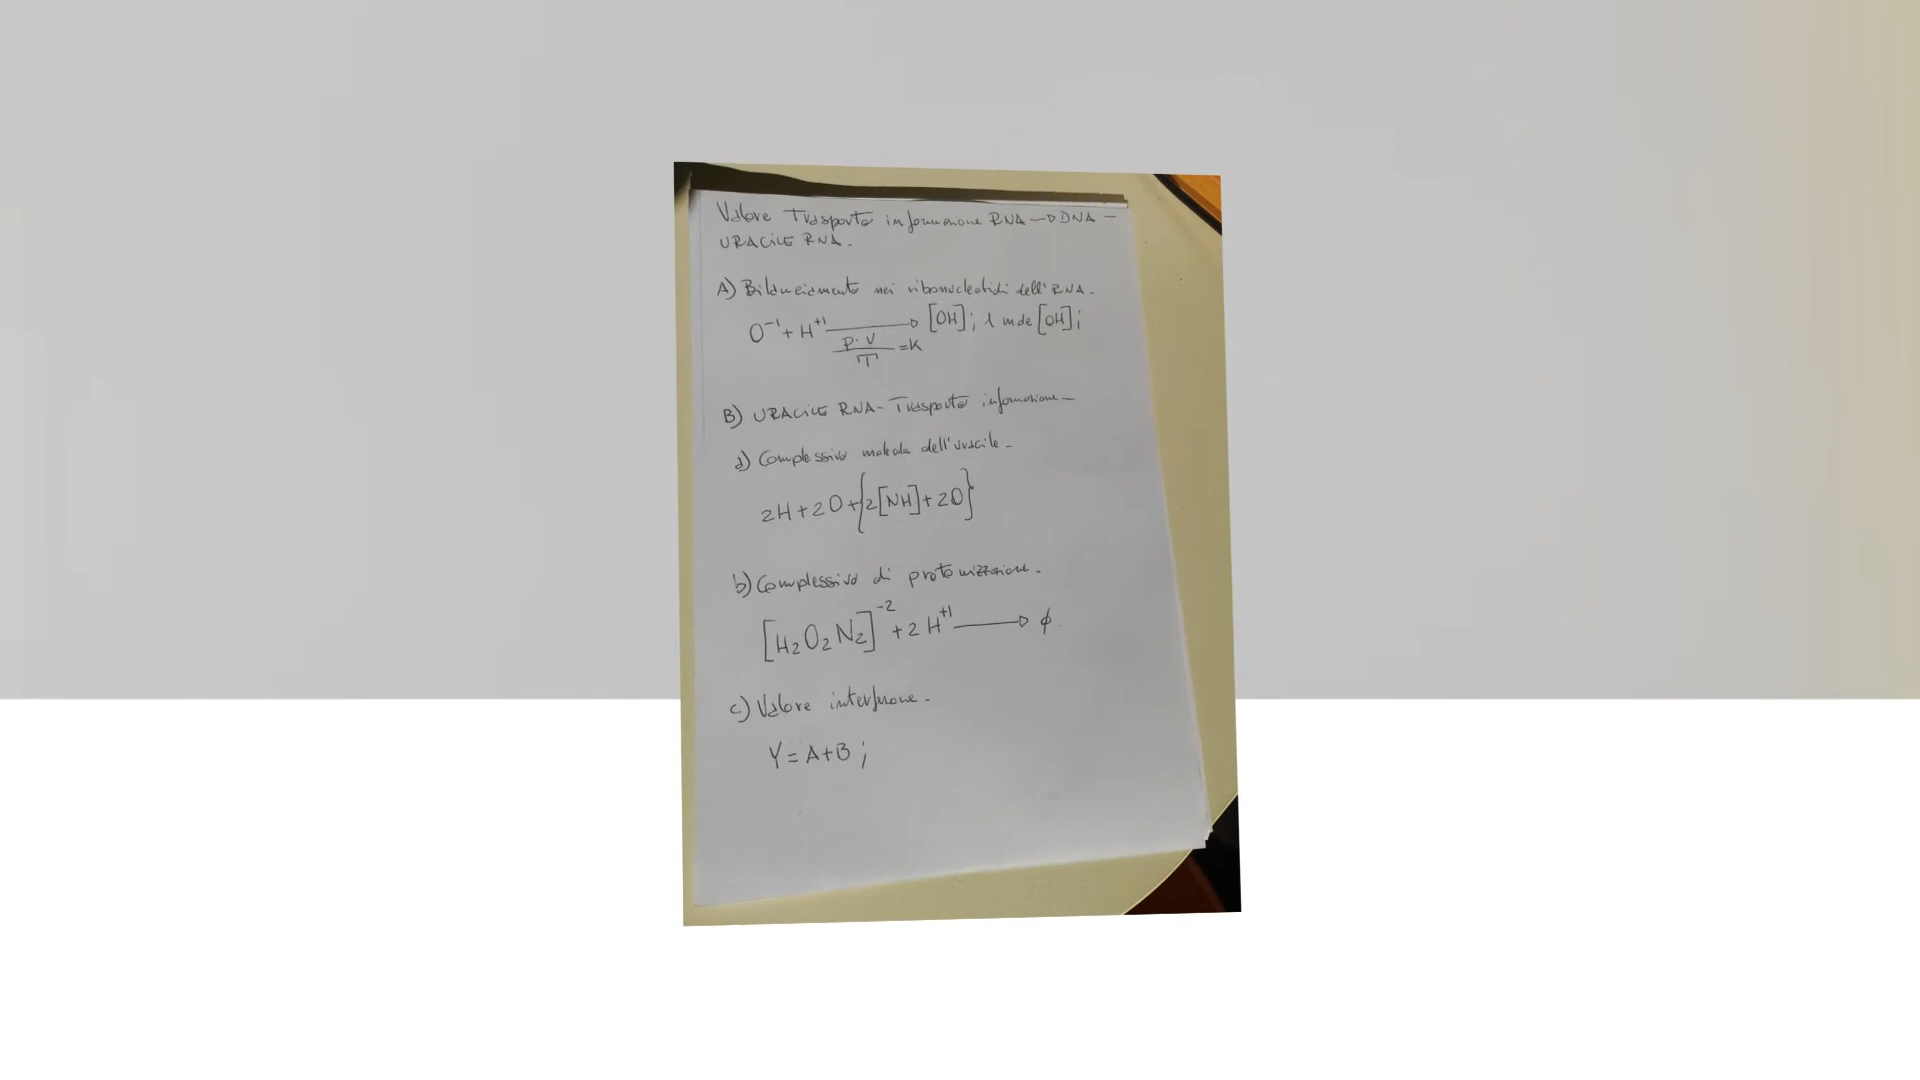 Valore Trasporto informazione RNA → DNA -
URACILE RNA.
A) Bilanciamento nei ribonucleotidi dell'RNA.
O⁻¹ + H⁺¹ → [OH]; 1 mole [OH];
P·V
— = K
T
B) URACILE RNA - Trasporto informazione -
a) Complessivo molecola dell'uracile -
2H + 2O + {2[NH] + 2O}
b) Complessivo di protonizzazione.
[H₂O₂N₂]⁻² + 2H⁺¹ → ϕ.
c) Valore interferone -
Y = A + B ;